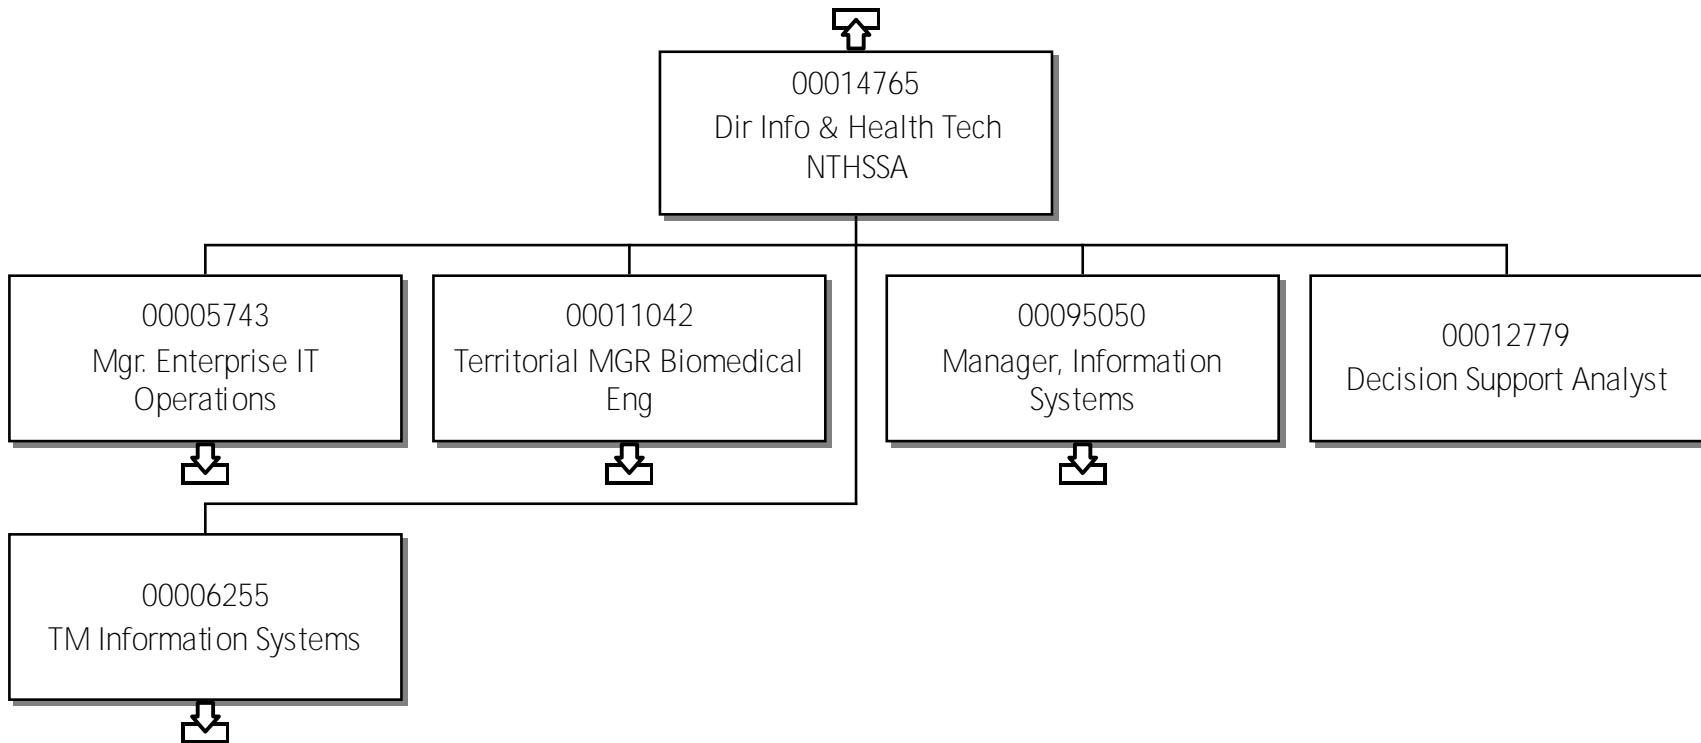 00014765
Dir Info & Health Tech
NTHSSA
00005743
Mgr. Enterprise IT
Operations
00011042
Territorial MGR Biomedical
Eng
00095050
Manager, Information
Systems
00012779
Decision Support Analyst
00006255
TM Information Systems